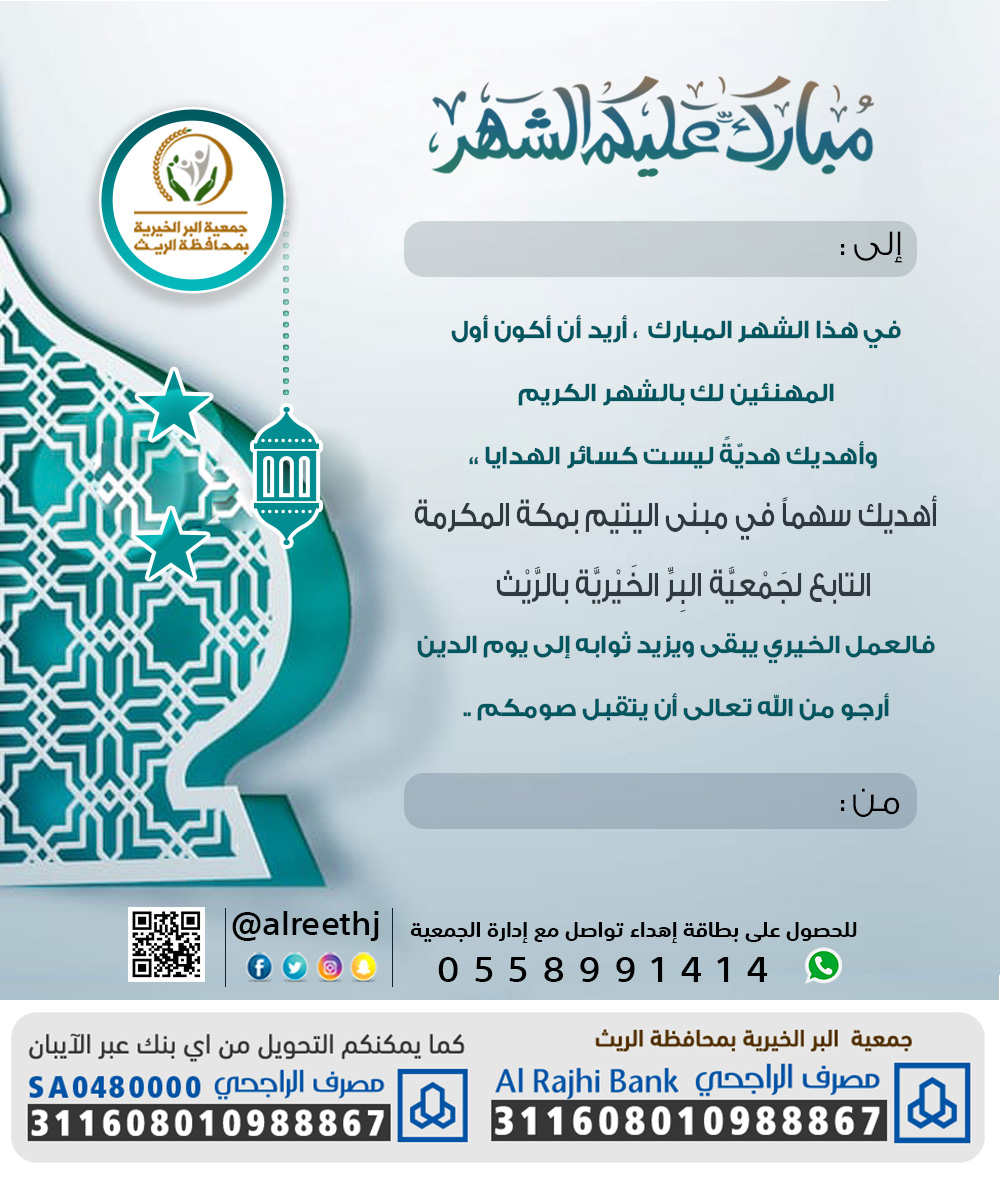 مبارك عليكم الشهر
جمعية البر الخيرية
بمحافظة الريث
إلى :
في هذا الشهر المبارك ، أريد أن أكون أول
المهنئين لك بالشهر الكريم
وأهديك هديّةً ليست كسائر الهدايا ،،
أهديك سهماً في مبنى اليتيم بمكة المكرمة
التابع لجَمْعيَّة البِرِّ الخَيْريَّة بالرَّيْث
فالعمل الخيري يبقى ويزيد ثوابه إلى يوم الدين
أرجو من الله تعالى أن يتقبل صومكم ..
من :
للحصول على بطاقة إهداء تواصل مع إدارة الجمعية
0558991414
@alreethj
جمعية البر الخيرية بمحافظة الريث
مصرف الراجحي Al Rajhi Bank
311608010988867
كما يمكنكم التحويل من اي بنك عبر الآيبان
مصرف الراجحي SA0480000
311608010988867